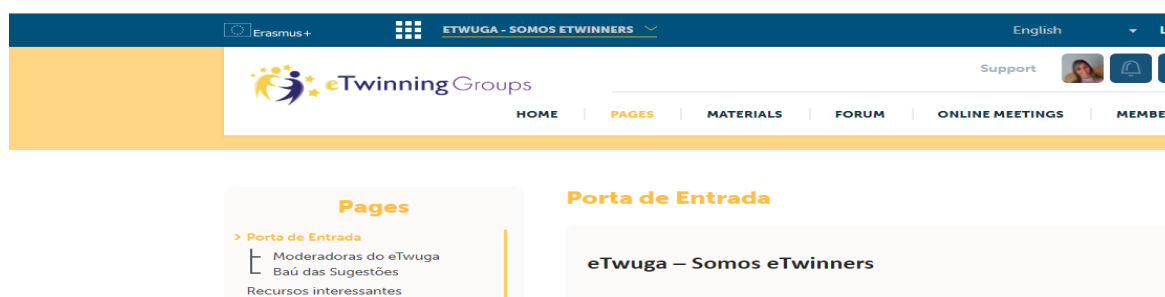 Erasmus+ ETWUGA - SOMOS ETWINNERS English
Support
eTwinning Groups
HOME PAGES MATERIALS FORUM ONLINE MEETINGS
Pages
Porta de Entrada
> Porta de Entrada
Moderadoras do eTwuga
Baú das Sugestões
Recursos interessantes
eTwuga – Somos eTwinners